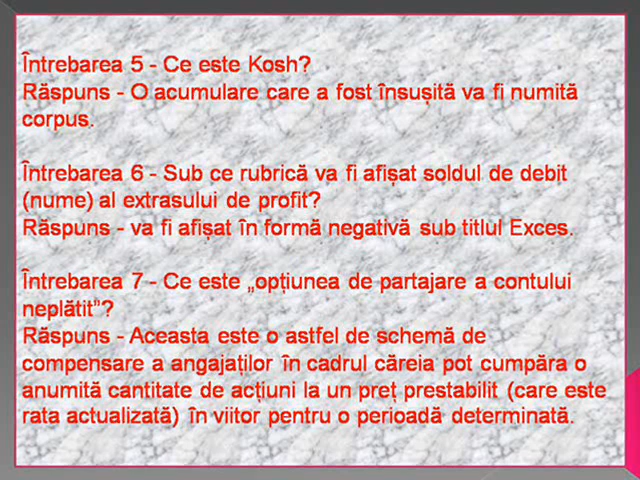 Întrebarea 5 - Ce este Kosh?
Răspuns - O acumulare care a fost însușită va fi numită
corpus.
Întrebarea 6 - Sub ce rubrică va fi afișat soldul de debit
(nume) al extrasului de profit?
Răspuns - va fi afișat în formă negativă sub titlul Exces.
Întrebarea 7 - Ce este „opțiunea de partajare a contului
neplătit”?
Răspuns - Aceasta este o astfel de schemă de
compensare a angajaților în cadrul căreia pot cumpăra o
anumită cantitate de acțiuni la un preț prestabilit (care este
rata actualizată) în viitor pentru o perioadă determinată.